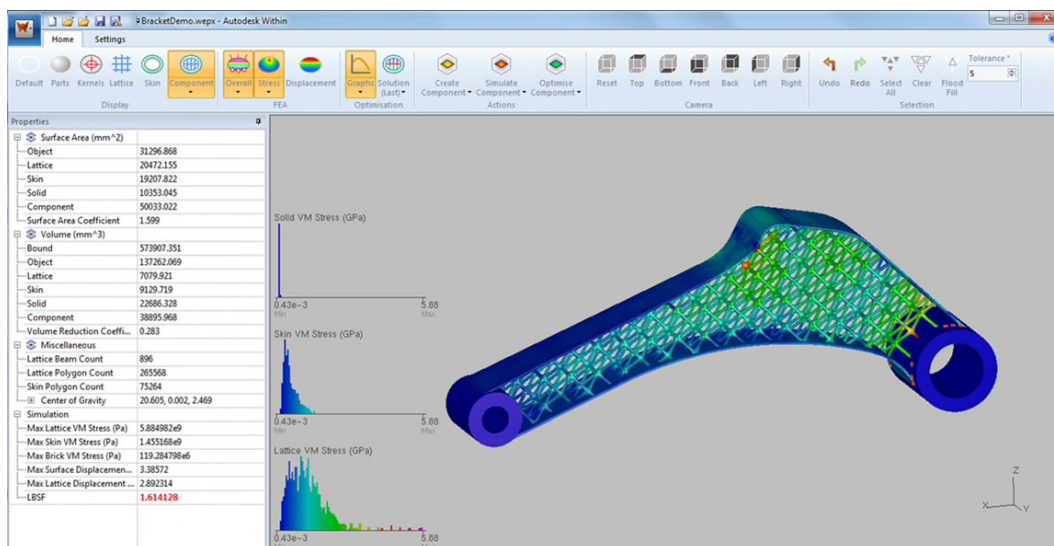 BracketDemo.wepx - Autodesk Within
Home Settings
Default Parts Kernels Lattice Skin Component Overall Stress Displacement Graphs Solution (Last) Create Component Simulate Component Optimise Component Reset Top Bottom Front Back Left Right Undo Redo Select All Clear Flood Fill Tolerance °
5
Display FEA Optimisation Actions Camera Selection
Properties
Surface Area (mm^2)
Object 31296.868
Lattice 20472.155
Skin 19207.822
Solid 10353.045
Component 50033.022
Surface Area Coefficient 1.599
Volume (mm^3)
Bound 573907.351
Object 137262.069
Lattice 7079.921
Skin 9129.719
Solid 22686.328
Component 38895.968
Volume Reduction Coeffi... 0.283
Miscellaneous
Lattice Beam Count 896
Lattice Polygon Count 265568
Skin Polygon Count 75264
Center of Gravity 20.605, 0.002, 2.469
Simulation
Max Lattice VM Stress (Pa) 5.884982e9
Max Skin VM Stress (Pa) 1.455168e9
Max Brick VM Stress (Pa) 119.284798e6
Max Surface Displacemen... 3.38572
Max Lattice Displacement ... 2.892314
LBSF 1.614128
Solid VM Stress (GPa)
0.43e-3 5.88
Min Max
Skin VM Stress (GPa)
0.43e-3 5.88
Min Max
Lattice VM Stress (GPa)
0.43e-3 5.88
Min Max
Z
X Y